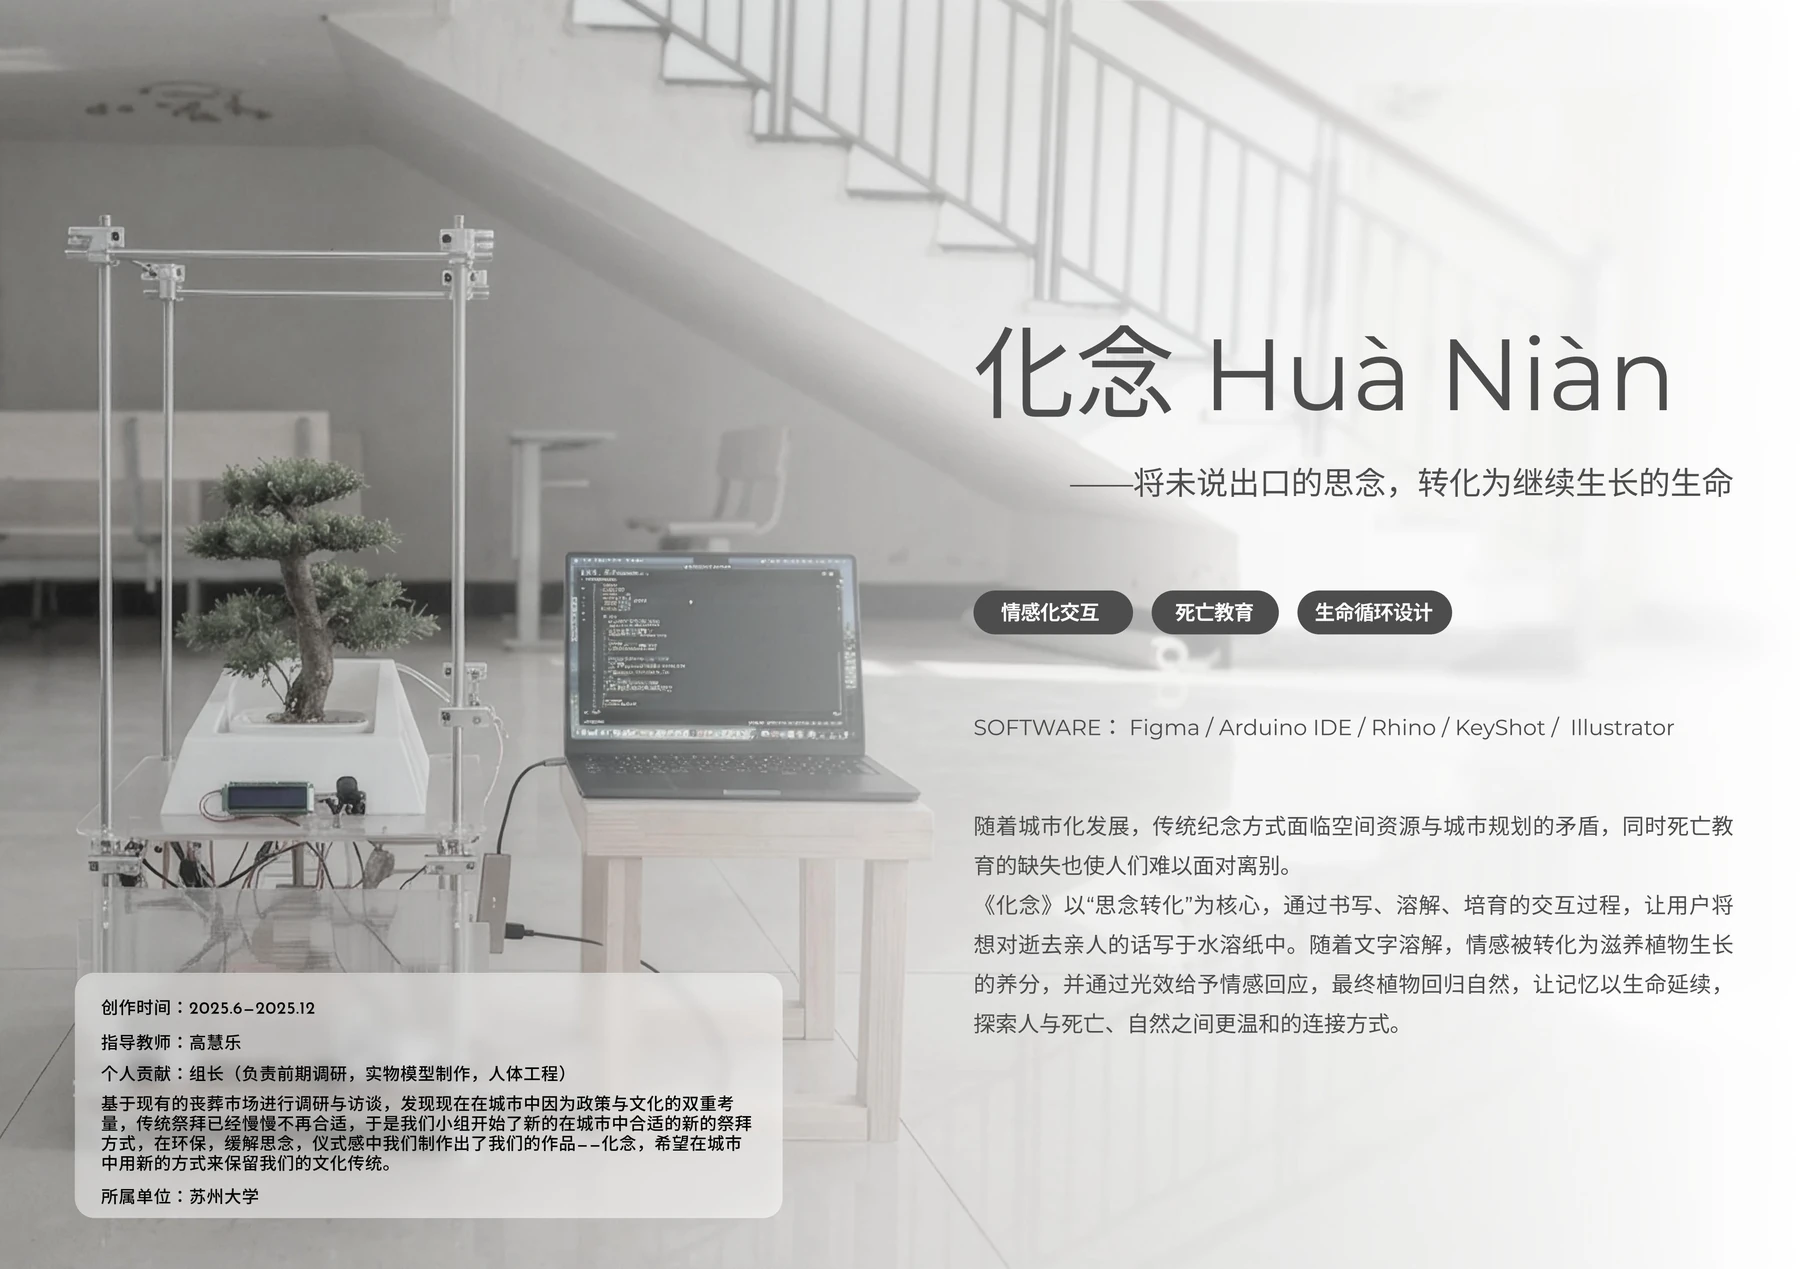 化念 Huà Niàn
——将未说出口的思念，转化为继续生长的生命
情感化交互
死亡教育
生命循环设计
SOFTWARE： Figma / Arduino IDE / Rhino / KeyShot / Illustrator
随着城市化发展，传统纪念方式面临空间资源与城市规划的矛盾，同时死亡教
育的缺失也使人们难以面对离别。
《化念》以“思念转化”为核心，通过书写、溶解、培育的交互过程，让用户将
想对逝去亲人的话写于水溶纸中。随着文字溶解，情感被转化为滋养植物生长
的养分，并通过光效给予情感回应，最终植物回归自然，让记忆以生命延续，
探索人与死亡、自然之间更温和的连接方式。
创作时间：2025.6–2025.12
指导教师：高慧乐
个人贡献：组长（负责前期调研，实物模型制作，人体工程）
基于现有的丧葬市场进行调研与访谈，发现现在在城市中因为政策与文化的双重考
量，传统祭拜已经慢慢不再合适，于是我们小组开始了新的在城市中合适的新的祭拜
方式，在环保，缓解思念，仪式感中我们制作出了我们的作品——化念，希望在城市
中用新的方式来保留我们的文化传统。
所属单位：苏州大学